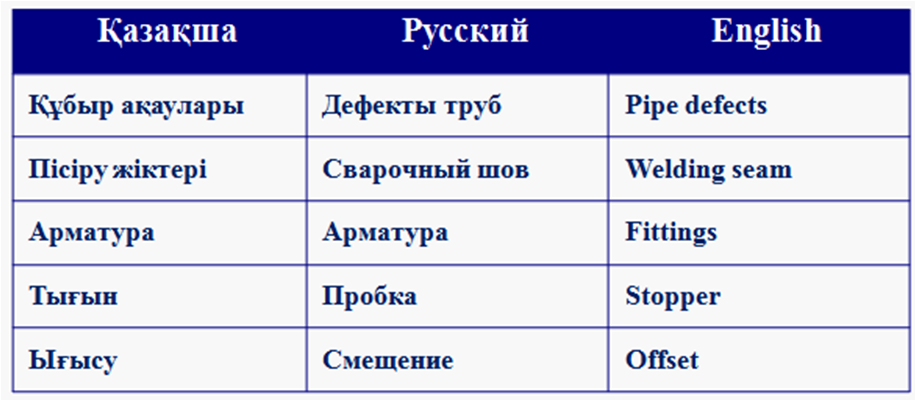 Қазақша Русский English
Құбыр ақаулары Дефекты труб Pipe defects
Пісіру жіктері Сварочный шов Welding seam
Арматура Арматура Fittings
Тығын Пробка Stopper
Ығысу Смещение Offset